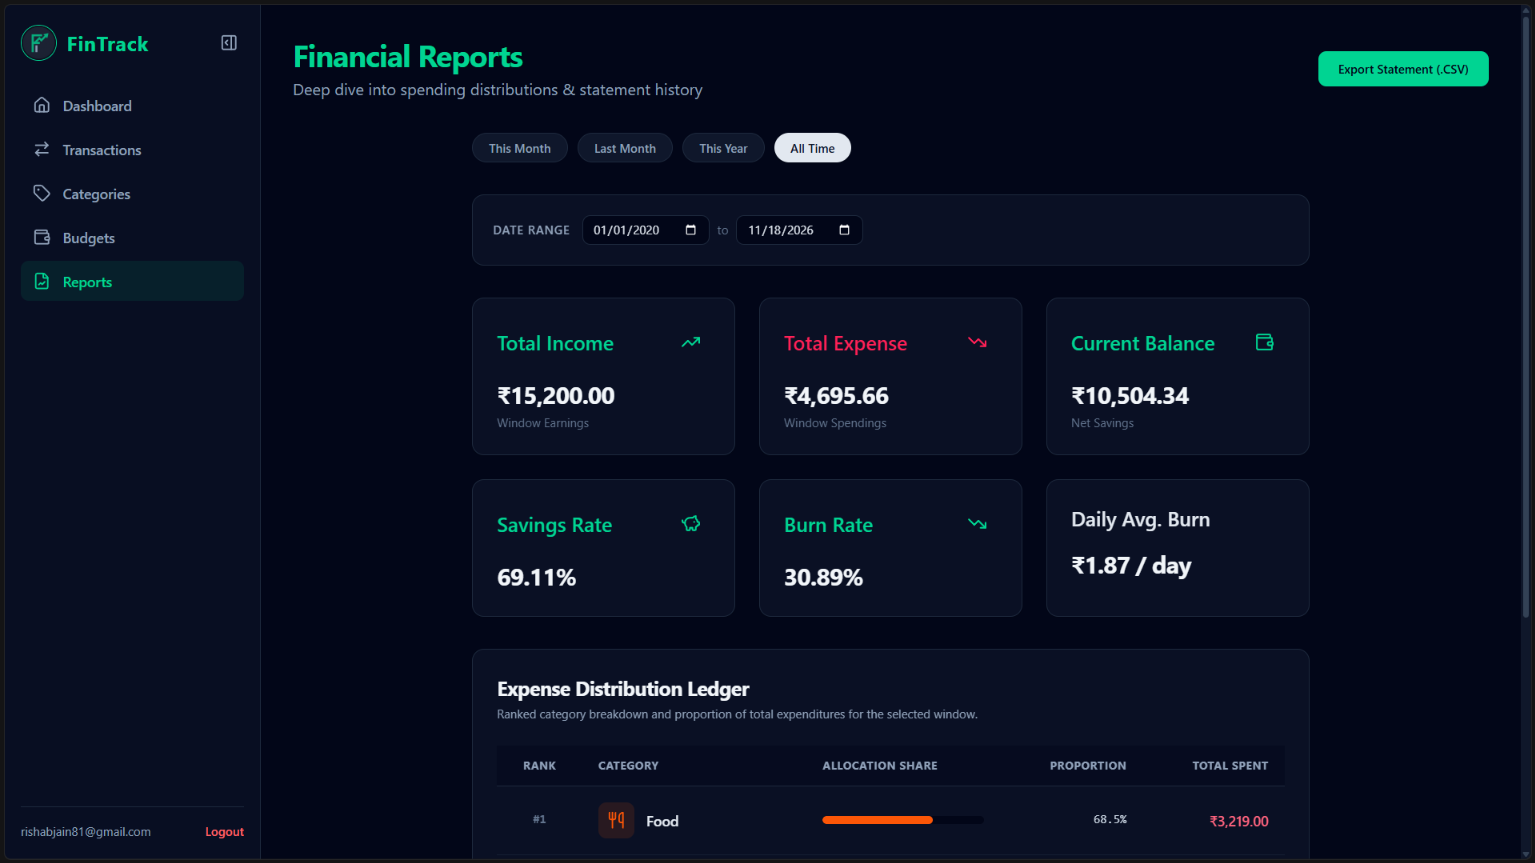 FinTrack
Dashboard
Transactions
Categories
Budgets
Reports
rishabjain81@gmail.com
Logout
Financial Reports
Deep dive into spending distributions & statement history
Export Statement (.CSV)
This Month
Last Month
This Year
All Time
DATE RANGE 01/01/2020 to 11/18/2026
Total Income
₹15,200.00
Window Earnings
Total Expense
₹4,695.66
Window Spendings
Current Balance
₹10,504.34
Net Savings
Savings Rate
69.11%
Burn Rate
30.89%
Daily Avg. Burn
₹1.87 / day
Expense Distribution Ledger
Ranked category breakdown and proportion of total expenditures for the selected window.
RANK CATEGORY ALLOCATION SHARE PROPORTION TOTAL SPENT
#1 Food 68.5% ₹3,219.00